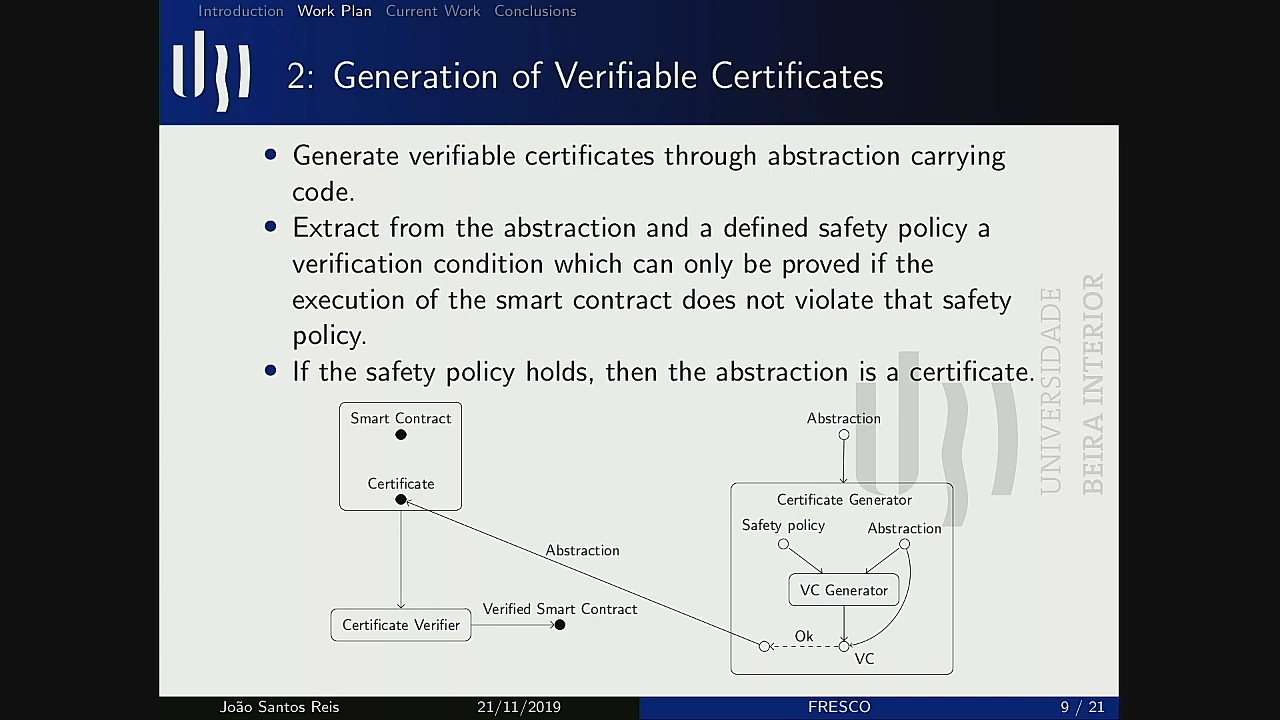 Introduction Work Plan Current Work Conclusions
2: Generation of Verifiable Certificates
Generate verifiable certificates through abstraction carrying
code.
Extract from the abstraction and a defined safety policy a
verification condition which can only be proved if the
execution of the smart contract does not violate that safety
policy.
If the safety policy holds, then the abstraction is a certificate.
Smart Contract
Certificate
Certificate Verifier
Verified Smart Contract
Abstraction
Abstraction
Certificate Generator
Safety policy
Abstraction
VC Generator
Ok
VC
UNIVERSIDADE
BEIRA INTERIOR
João Santos Reis 21/11/2019 FRESCO 9 / 21